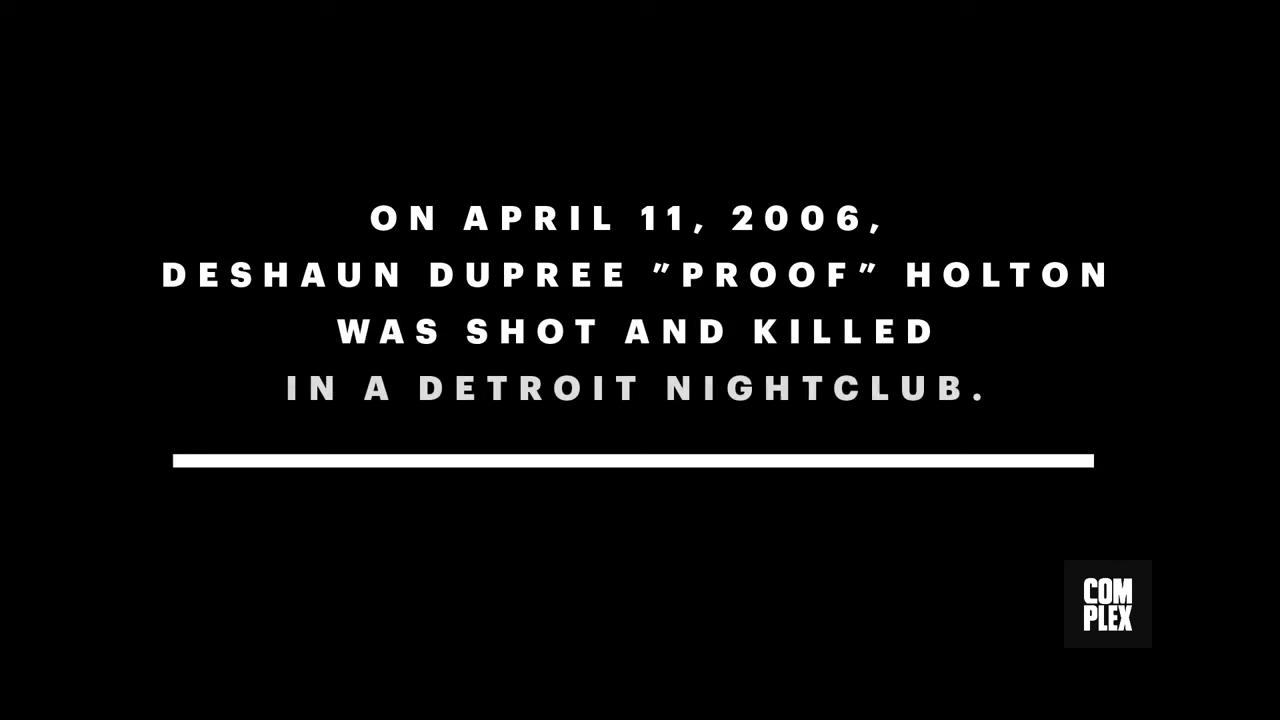 ON APRIL 11, 2006,
DESHAUN DUPREE "PROOF" HOLTON
WAS SHOT AND KILLED
IN A DETROIT NIGHTCLUB.
COM
PLEX